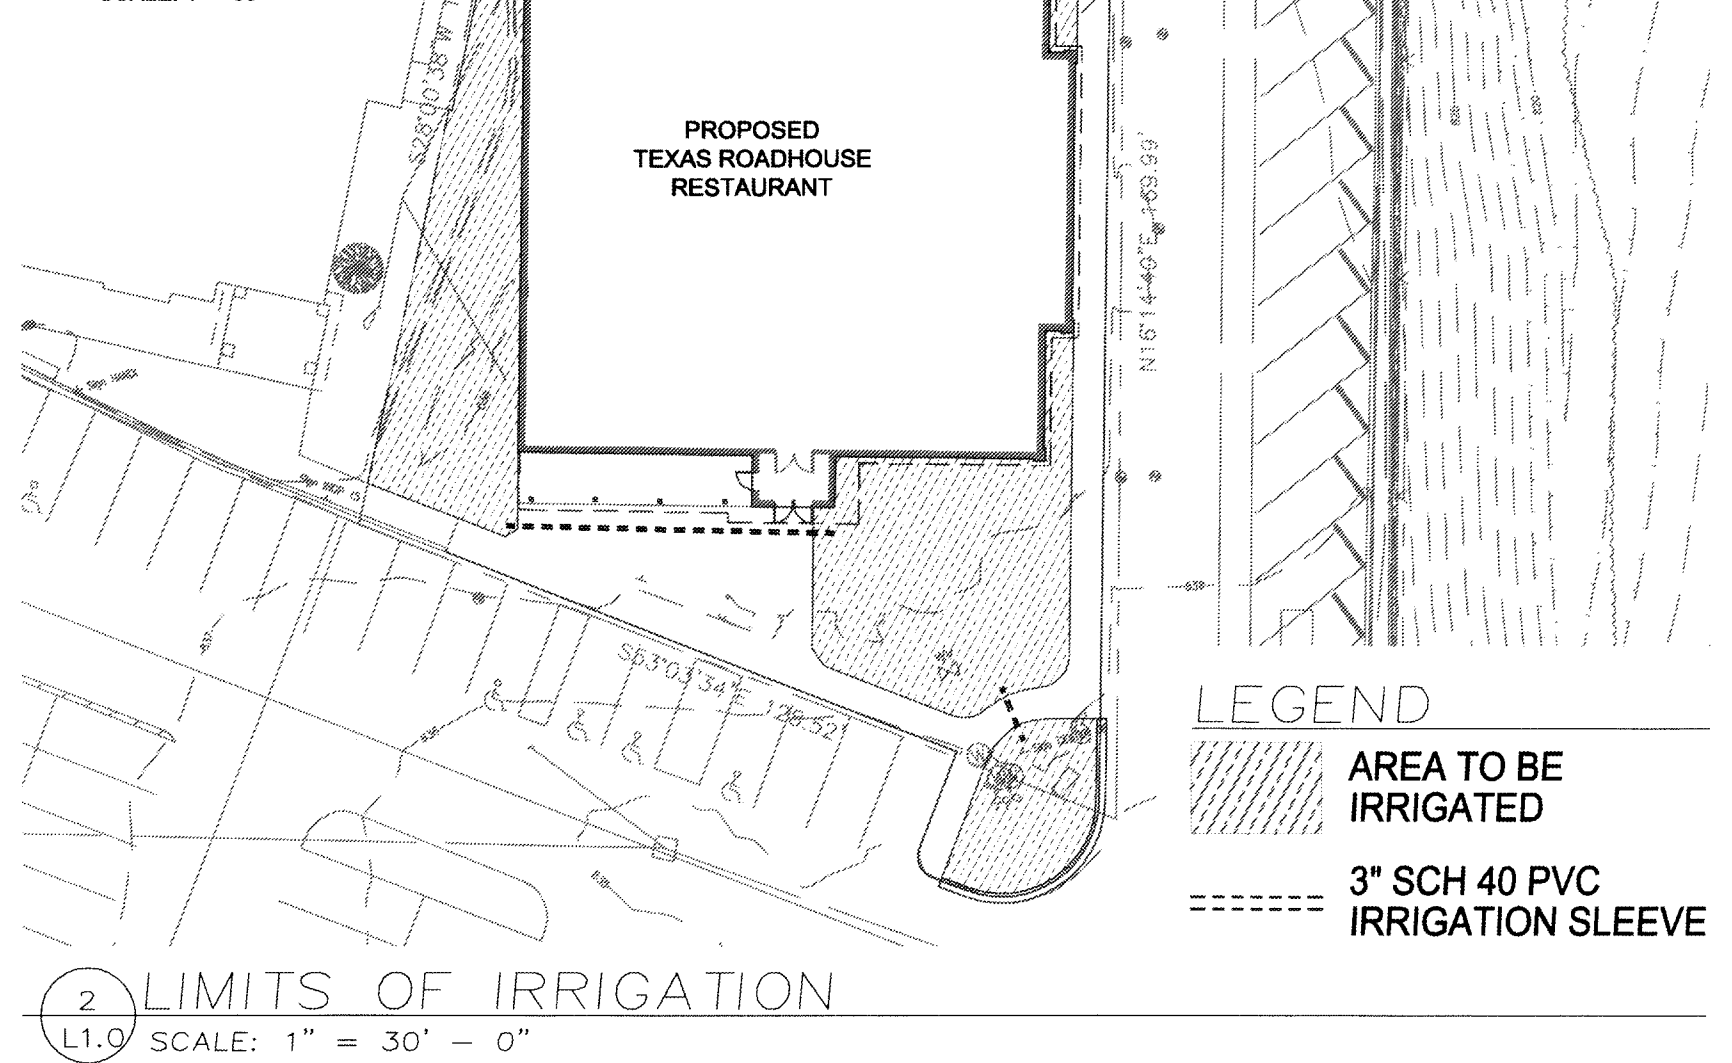 S28°00'38"W
PROPOSED
TEXAS ROADHOUSE
RESTAURANT
N16°14'40"E 169.99'
639
S63°03'34"E 128.52'
LEGEND
AREA TO BE
IRRIGATED
3" SCH 40 PVC
IRRIGATION SLEEVE
2
L1.0
LIMITS OF IRRIGATION
SCALE: 1" = 30' - 0"